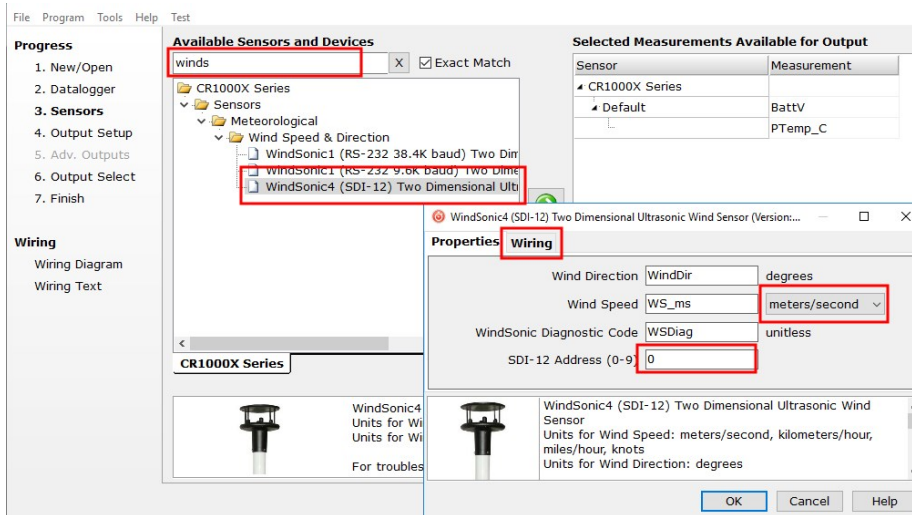 File Program Tools Help Test
Progress
1. New/Open
2. Datalogger
3. Sensors
4. Output Setup
5. Adv. Outputs
6. Output Select
7. Finish
Wiring
Wiring Diagram
Wiring Text
Available Sensors and Devices
winds X Exact Match
CR1000X Series
Sensors
Meteorological
Wind Speed & Direction
WindSonic1 (RS-232 38.4K baud) Two Dim
WindSonic1 (RS-232 9.6K baud) Two Dime
WindSonic4 (SDI-12) Two Dimensional Ult
CR1000X Series
WindSonic4
Units for Wi
Units for Wi
For troubles
Selected Measurements Available for Output
Sensor Measurement
CR1000X Series
Default BattV
PTemp_C
WindSonic4 (SDI-12) Two Dimensional Ultrasonic Wind Sensor (Version:...
Properties Wiring
Wind Direction WindDir degrees
Wind Speed WS_ms meters/second
WindSonic Diagnostic Code WSDiag unitless
SDI-12 Address (0-9) 0
WindSonic4 (SDI-12) Two Dimensional Ultrasonic Wind
Sensor
Units for Wind Speed: meters/second, kilometers/hour,
miles/hour, knots
Units for Wind Direction: degrees
OK Cancel Help